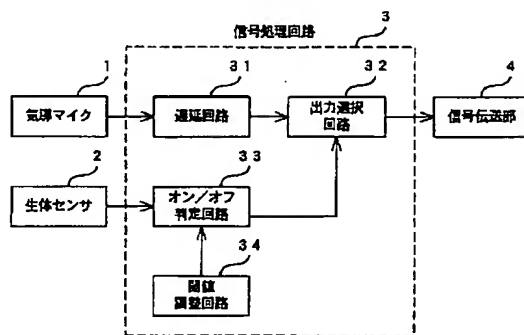 信号処理回路
3
1
31
32
4
気導マイク
遅延回路
出力選択
回路
信号伝送部
2
33
生体センサ
オン/オフ
判定回路
34
閾値
調整回路